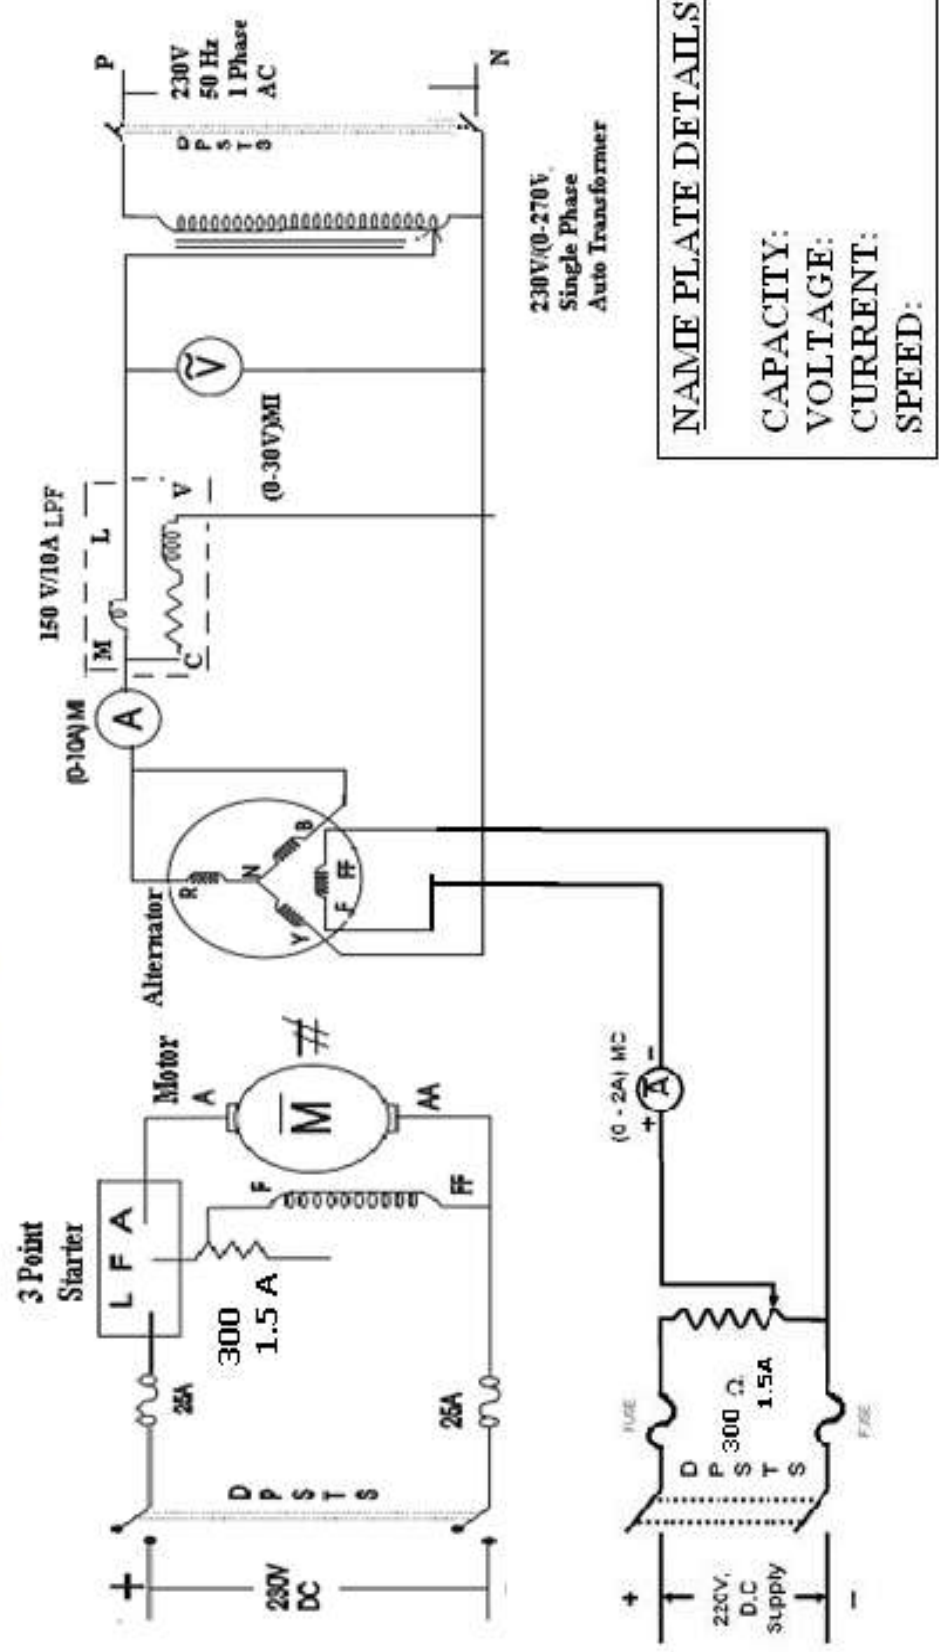 3 Point
Starter
L F A
Motor
A
M
AA
F
FF
300
1.5 A
25A
25A
D P S T S
+
230V
DC
Alternator
R
N
B
Y
F
FF
(0-10A) MI
A
150 V/10A LPF
M
L
C
V
V
(0-30V)MI
D P S T S
P
N
230V
50 Hz
1 Phase
AC
230V/(0-270V,
Single Phase
Auto Transformer
(0 - 2A) MC
+
A
-
FUSE
300 Ω
1.5A
D P S T S
FUSE
+
220V,
D.C
Supply
-
NAME PLATE DETAILS
CAPACITY:
VOLTAGE:
CURRENT:
SPEED: